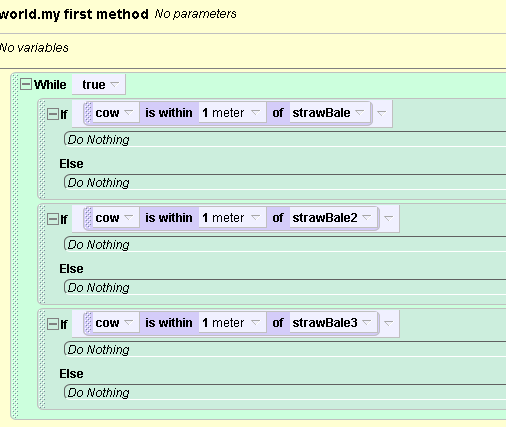 world.my first method No parameters
No variables
While true
If cow is within 1 meter of strawBale
Do Nothing
Else
Do Nothing
If cow is within 1 meter of strawBale2
Do Nothing
Else
Do Nothing
If cow is within 1 meter of strawBale3
Do Nothing
Else
Do Nothing